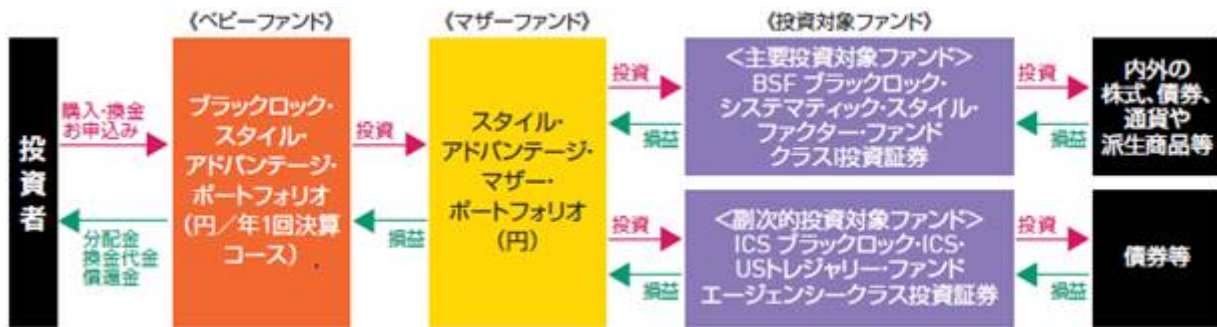 《ベビーファンド》
《マザーファンド》
《投資対象ファンド》
投資者
購入・換金
お申込み
分配金
換金代金
償還金
ブラックロック・
スタイル・
アドバンテージ・
ポートフォリオ
(円／年1回決算
コース)
投資
損益
スタイル・
アドバンテージ・
マザー・
ポートフォリオ
(円)
投資
損益
<主要投資対象ファンド>
BSF ブラックロック・
システマティック・スタイル・
ファクター・ファンド
クラスI投資証券
投資
損益
内外の
株式、債券、
通貨や
派生商品等
投資
損益
<副次的投資対象ファンド>
ICS ブラックロック・ICS・
USトレジャリー・ファンド
エージェンシークラス投資証券
投資
損益
債券等